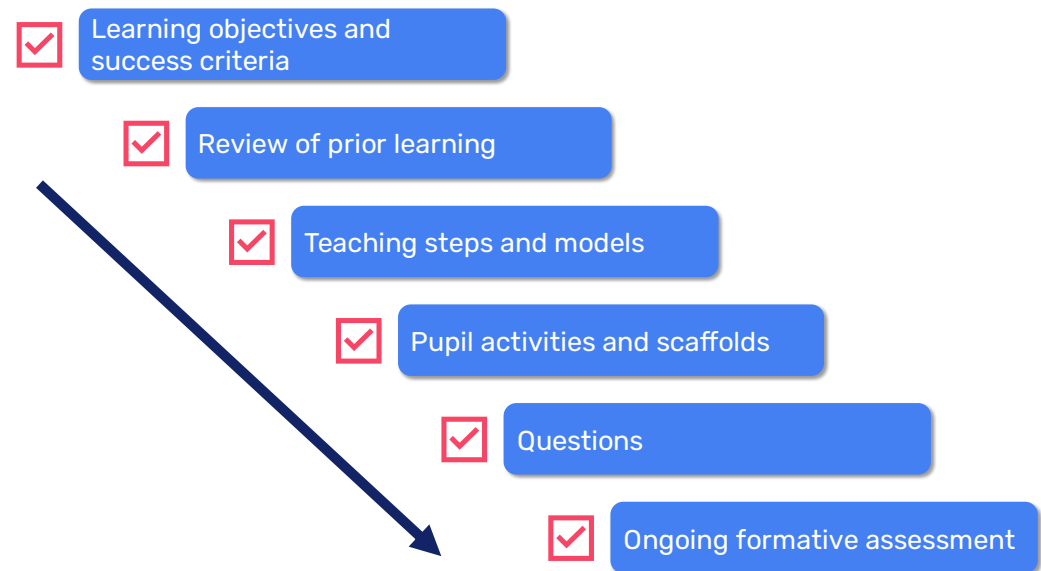 Learning objectives and
success criteria
Review of prior learning
Teaching steps and models
Pupil activities and scaffolds
Questions
Ongoing formative assessment